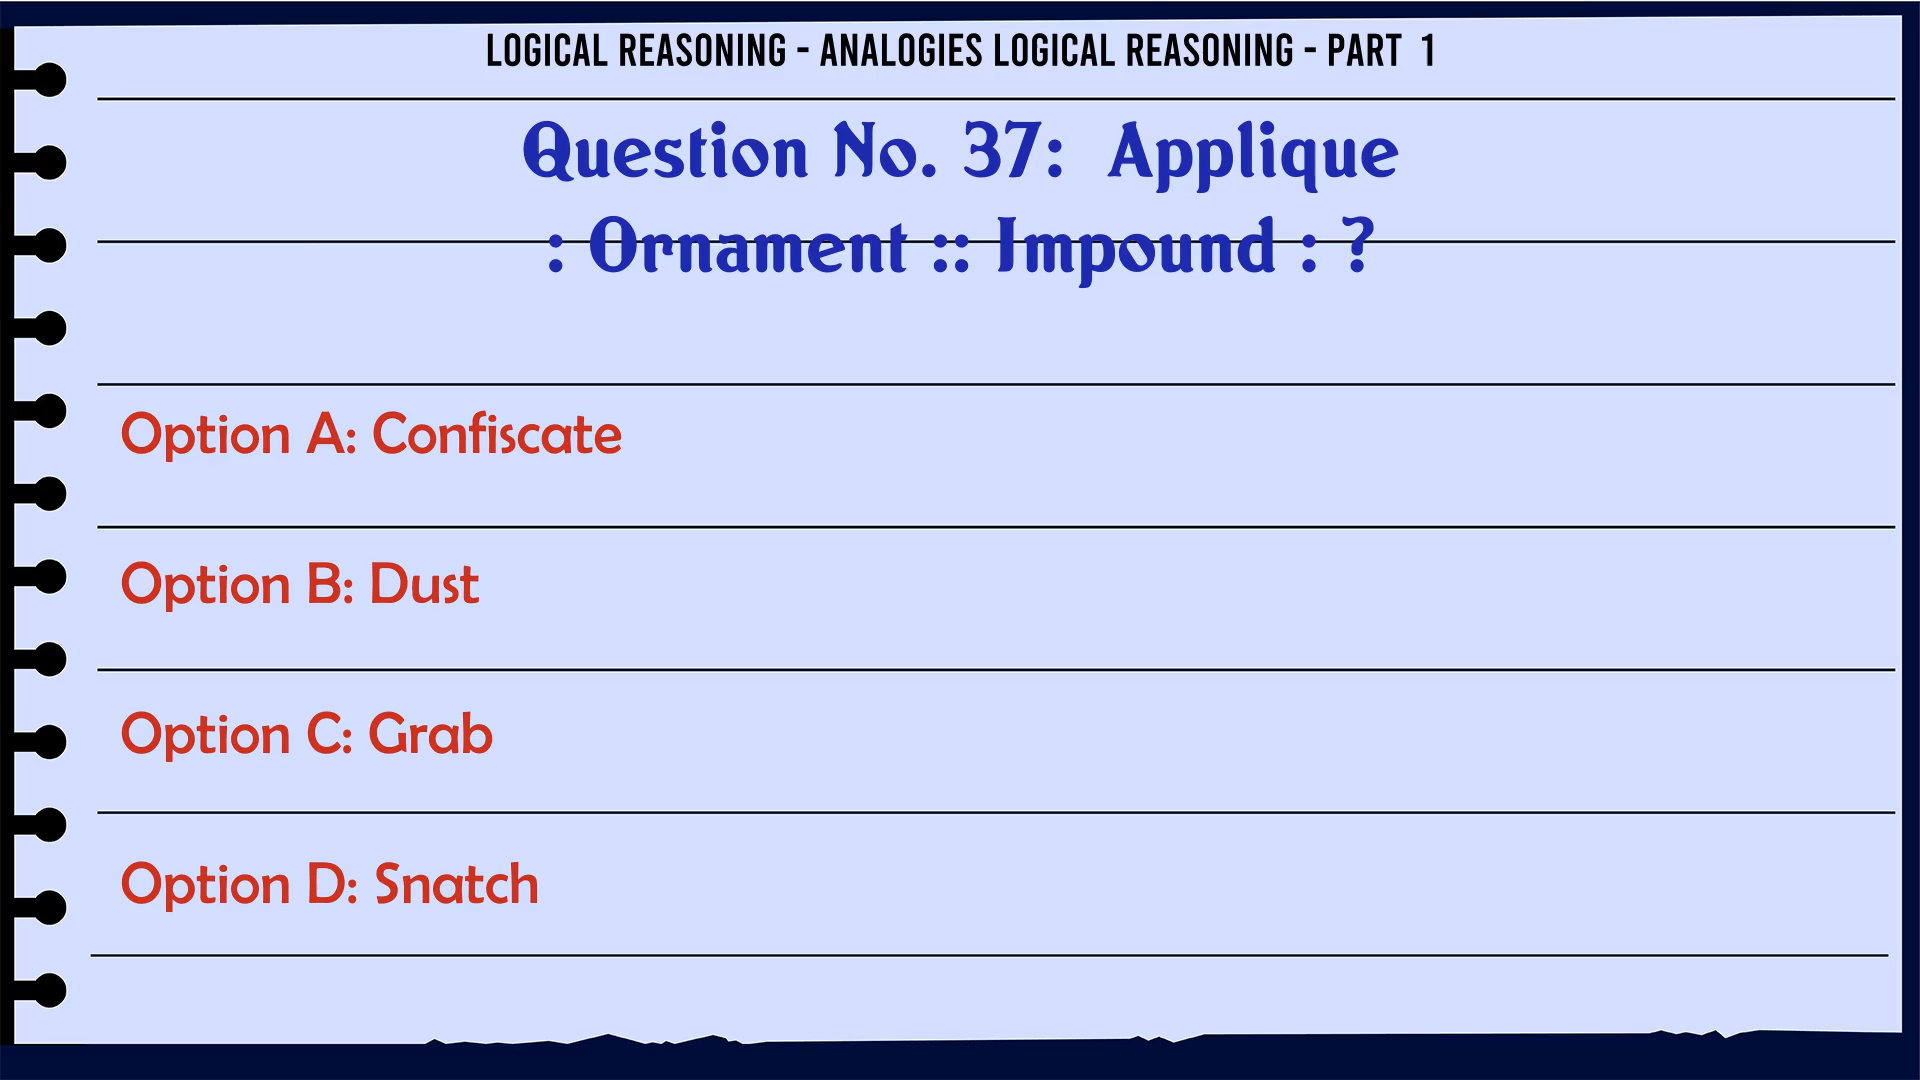 LOGICAL REASONING - ANALOGIES LOGICAL REASONING - PART 1
Question No. 37: Applique
: Ornament :: Impound : ?
Option A: Confiscate
Option B: Dust
Option C: Grab
Option D: Snatch